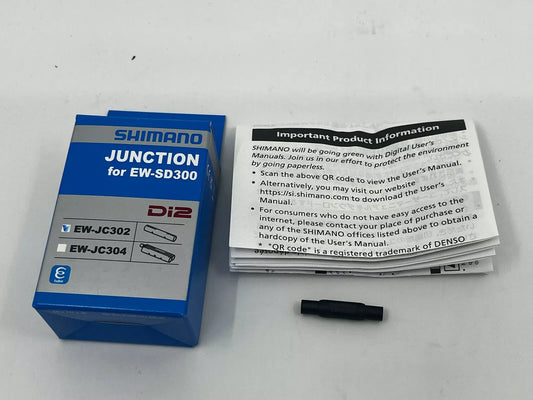 SHIMANO
JUNCTION
for EW-SD300
Di2
EW-JC302
EW-JC304
Important Product Information
SHIMANO will be going green with Digital User's
Manuals. Join us in our effort to protect the environment
by going paperless.
• Scan the above QR code to view the User's Manual.
• Alternatively, you may visit our website
https://si.shimano.com to download the User's
Manual.
• For consumers who do not have easy access to the
internet, please contact your place of purchase or
any of the SHIMANO offices listed above to obtain a
hardcopy of the User's Manual.
* "QR code" is a registered trademark of DENSO